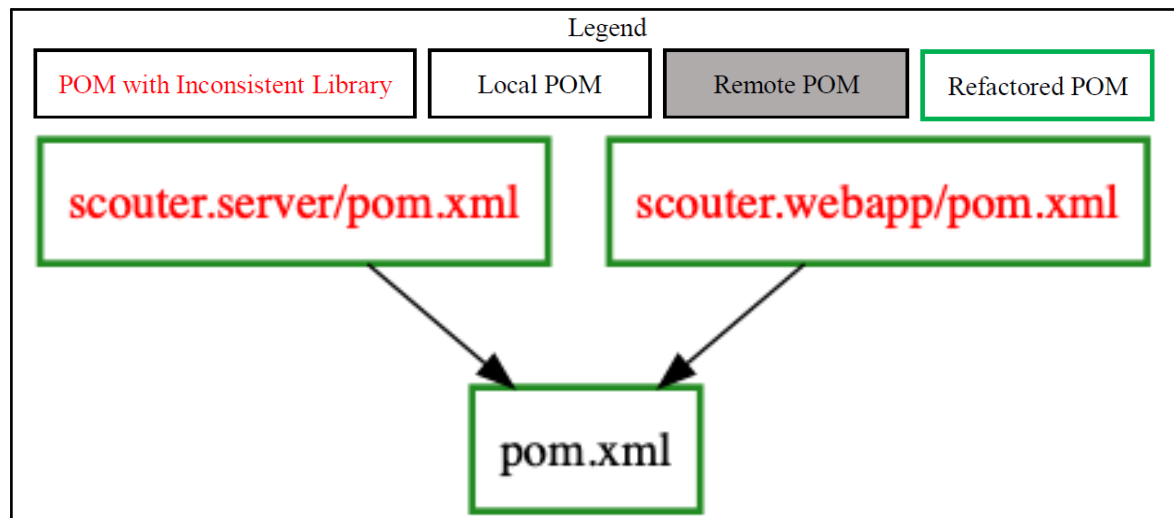 Legend
POM with Inconsistent Library
Local POM
Remote POM
Refactored POM
scouter.server/pom.xml
scouter.webapp/pom.xml
pom.xml